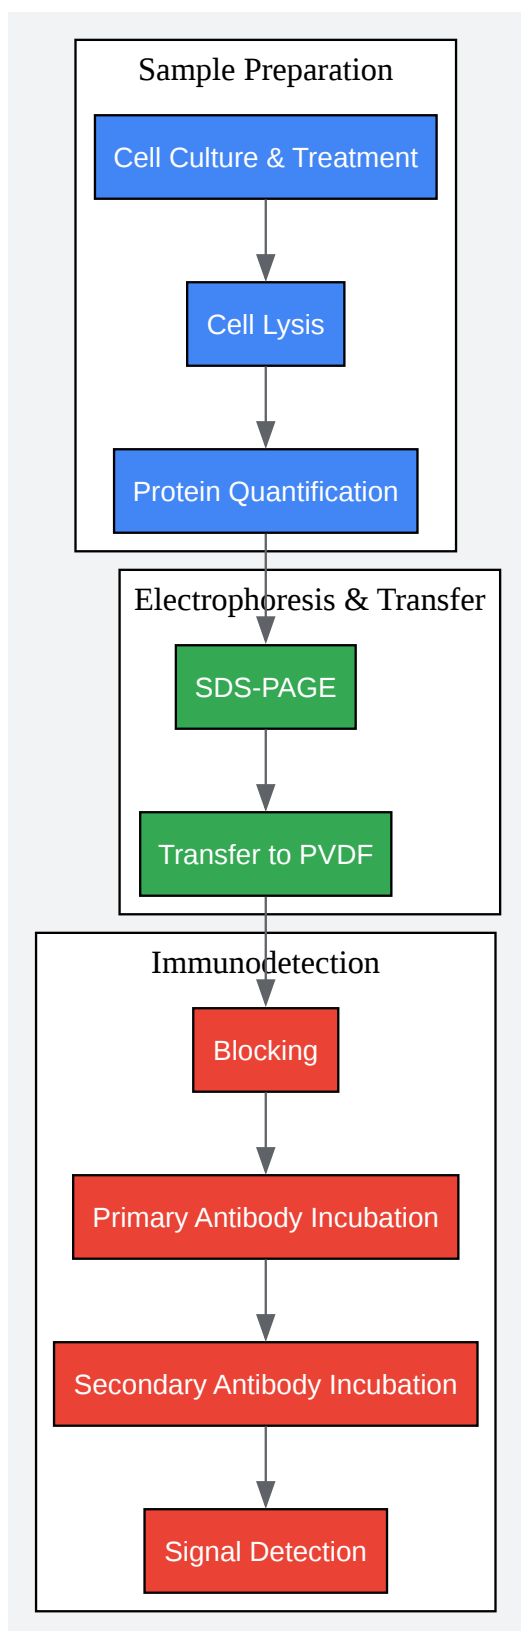 Sample Preparation
Cell Culture & Treatment
Cell Lysis
Protein Quantification
Electrophoresis & Transfer
SDS-PAGE
Transfer to PVDF
Immunodetection
Blocking
Primary Antibody Incubation
Secondary Antibody Incubation
Signal Detection